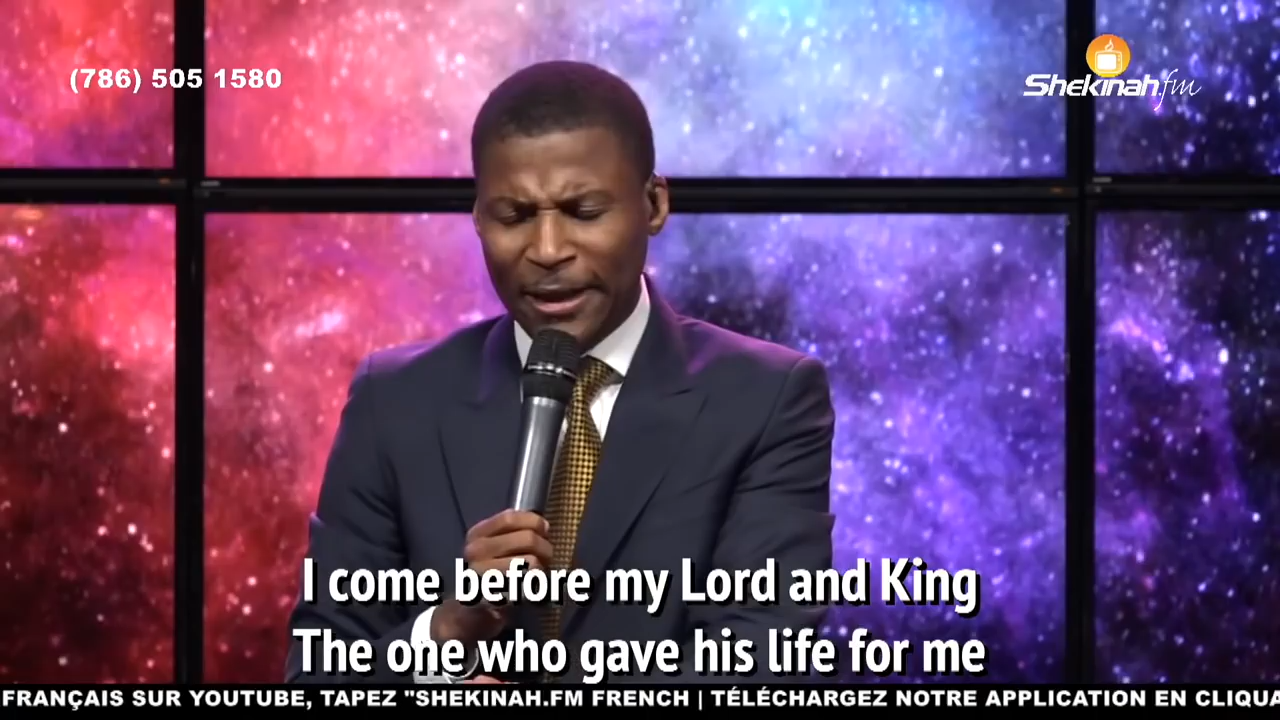 (786) 505 1580
Shekinah.fm
I come before my Lord and King
The one who gave his life for me
FRANÇAIS SUR YOUTUBE, TAPEZ "SHEKINAH.FM FRENCH | TÉLÉCHARGEZ NOTRE APPLICATION EN CLIQUA